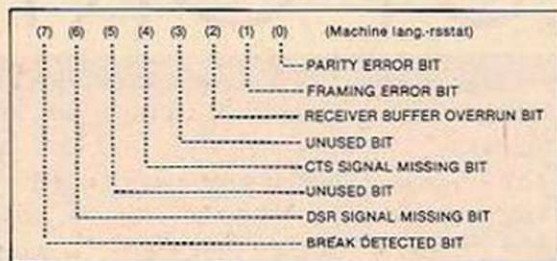 (7) (6) (5) (4) (3) (2) (1) (0) (Machine lang.-rsstat)
PARITY ERROR BIT
FRAMING ERROR BIT
RECEIVER BUFFER OVERRUN BIT
UNUSED BIT
CTS SIGNAL MISSING BIT
UNUSED BIT
DSR SIGNAL MISSING BIT
BREAK DETECTED BIT